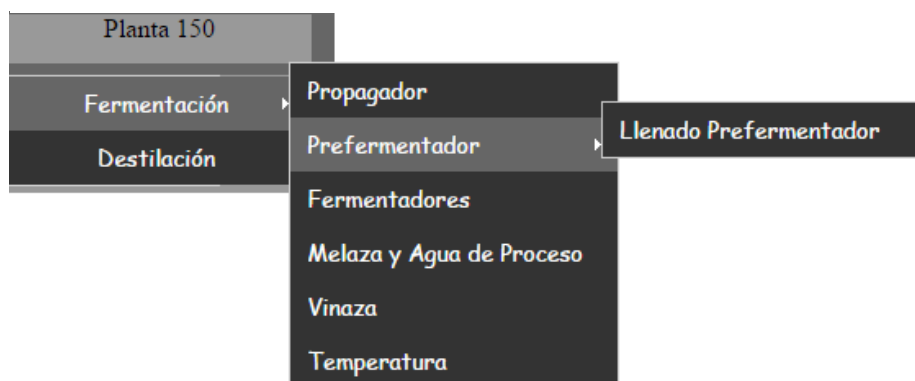 Planta 150
Fermentación
Destilación
Propagador
Prefermentador
Fermentadores
Melaza y Agua de Proceso
Vinaza
Temperatura
Llenado Prefermentador